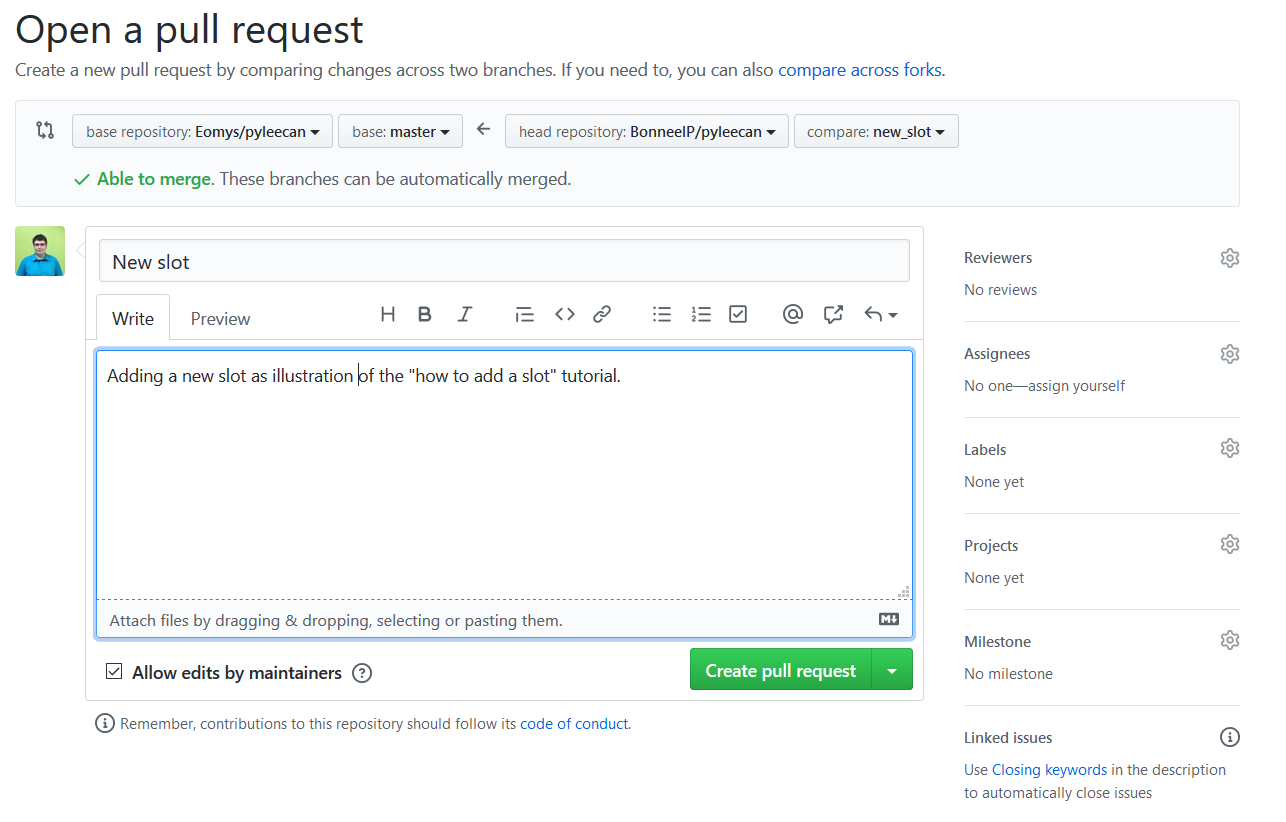 Open a pull request
Create a new pull request by comparing changes across two branches. If you need to, you can also compare across forks.
base repository: Eomys/pyleecan base: master head repository: BonneelP/pyleecan compare: new_slot
Able to merge. These branches can be automatically merged.
New slot
Write Preview
Adding a new slot as illustration of the "how to add a slot" tutorial.
Attach files by dragging & dropping, selecting or pasting them.
Allow edits by maintainers
Create pull request
Remember, contributions to this repository should follow its code of conduct.
Reviewers
No reviews
Assignees
No one—assign yourself
Labels
None yet
Projects
None yet
Milestone
No milestone
Linked issues
Use Closing keywords in the description
to automatically close issues